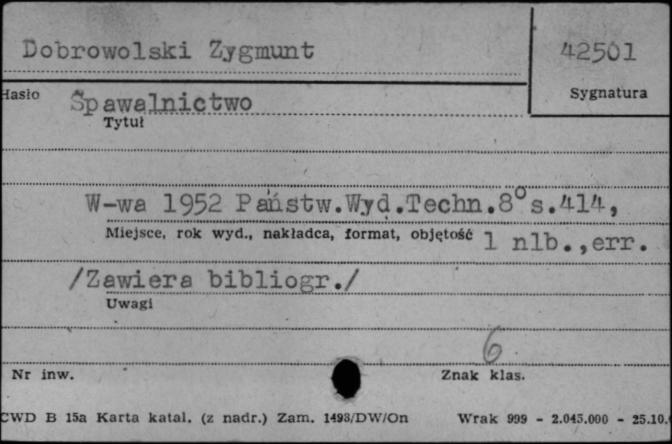 Dobrowolski Zygmunt 42501
Hasło Sygnatura
Spawalnictwo
Tytuł
W-wa 1952 Państw.Wyd.Techn.8°s.414,
Miejsce, rok wyd., nakładca, format, objętość 1 nlb.,err.
/Zawiera bibliogr./
Uwagi
6
Nr inw. Znak klas.
CWD B 15a Karta katal. (z nadr.) Zam. 1493/DW/On Wrak 999 - 2.045.000 - 25.10.